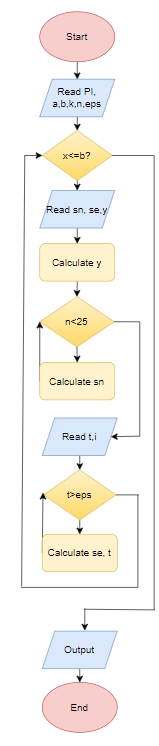 Start
Read PI,
a,b,k,n,eps
x<=b?
Read sn, se,y
Calculate y
n<25
Calculate sn
Read t,i
t>eps
Calculate se, t
Output
End